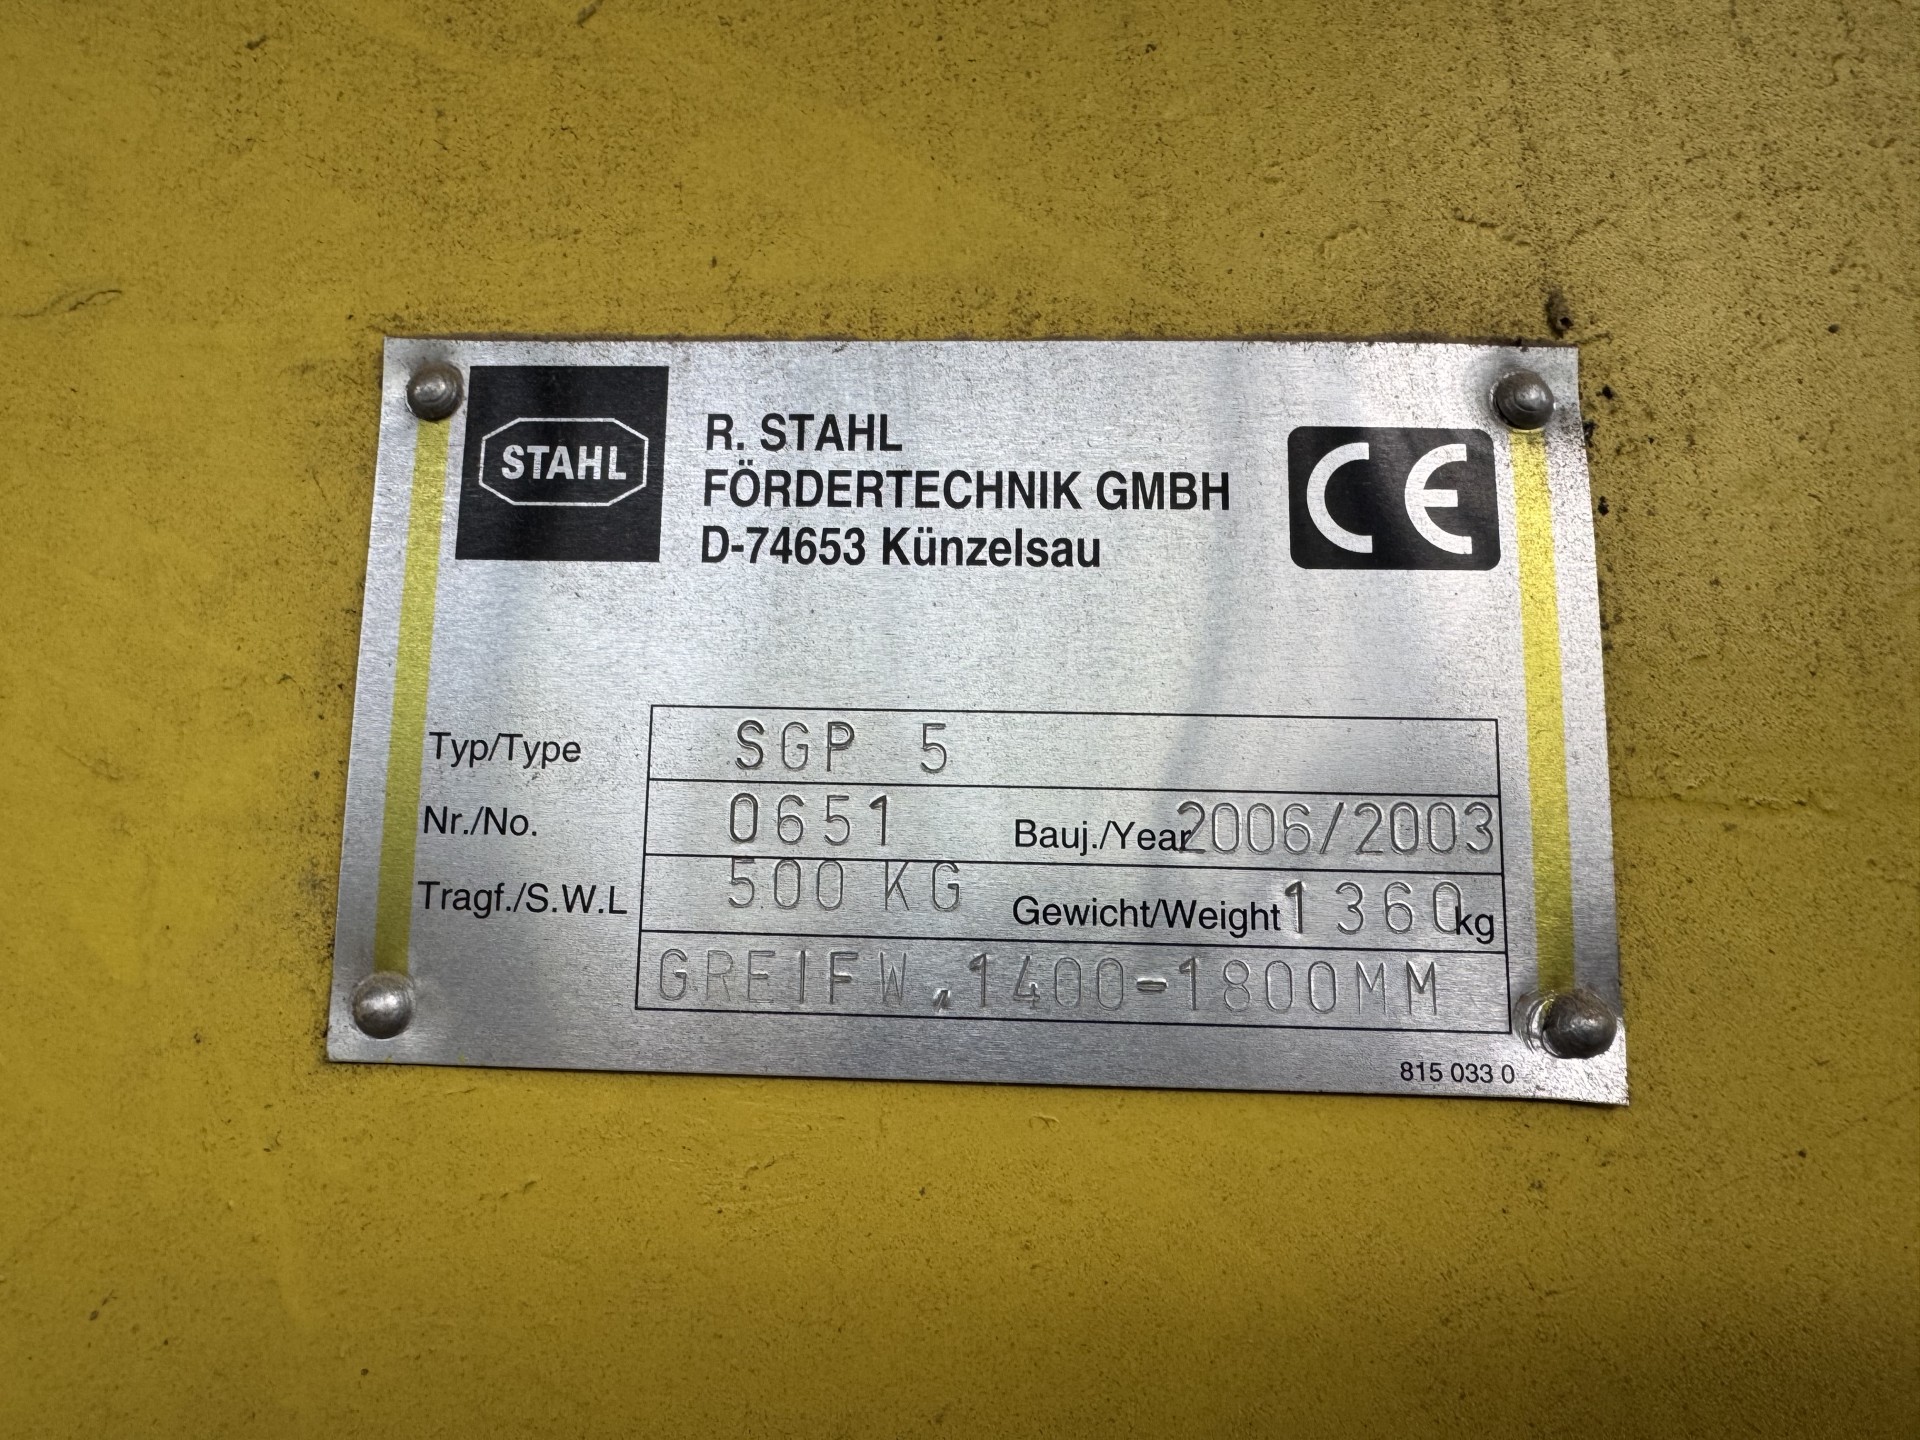 STAHL
R. STAHL
FÖRDERTECHNIK GMBH
D-74653 Künzelsau
CE
Typ/Type SGP 5
Nr./No. 0651 Bauj./Year 2006/2003
Tragf./S.W.L 500 KG Gewicht/Weight 1360 kg
GREIFW. 1400-1800MM
815 033 0